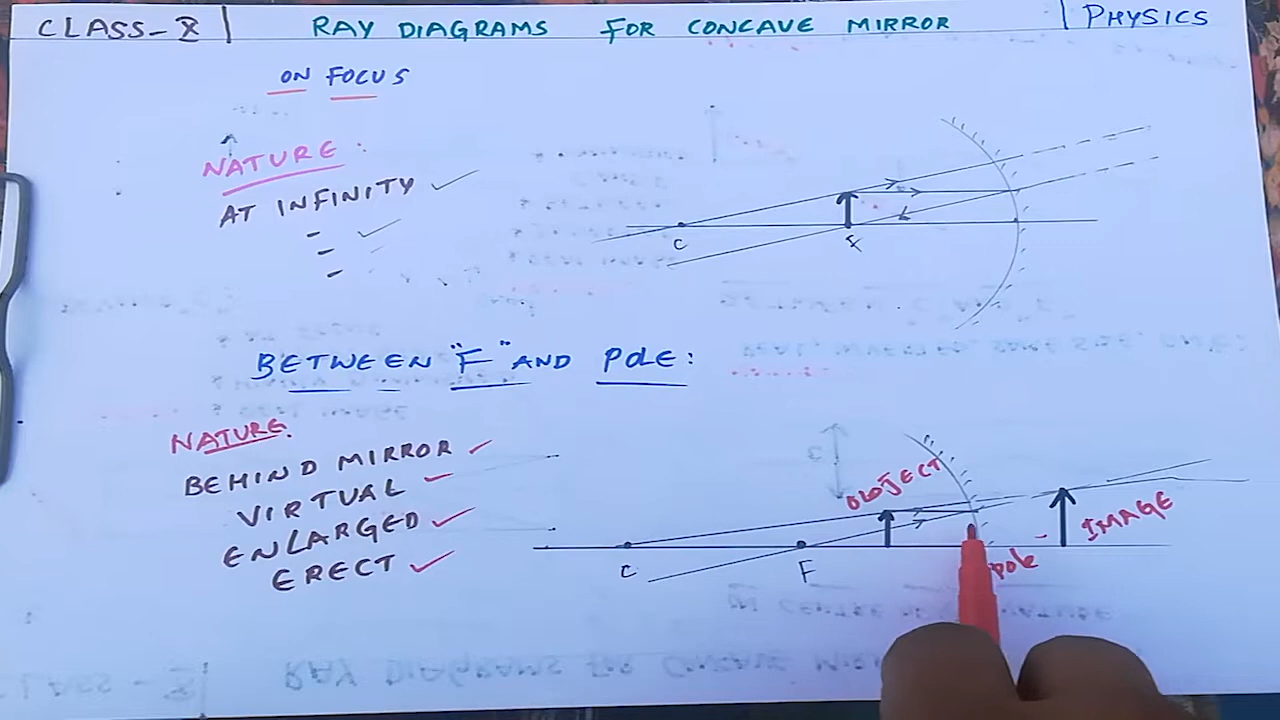 CLASS-X
RAY DIAGRAMS FOR CONCAVE MIRROR
PHYSICS
ON FOCUS
NATURE:
AT INFINITY
C
F
BETWEEN "F" AND POLE:
NATURE.
BEHIND MIRROR
VIRTUAL
ENLARGED
ERECT
OBJECT
IMAGE
C
F
pole